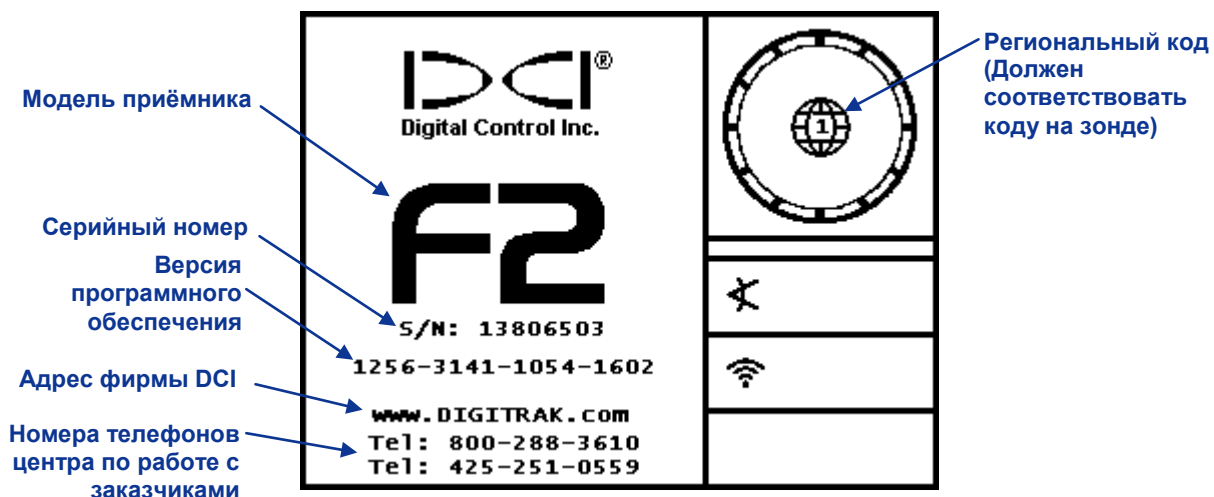 Модель приёмника
Серийный номер
Версия
программного
обеспечения
Адрес фирмы DCI
Номера телефонов
центра по работе с
заказчиками
DCI®
Digital Control Inc.
F2
S/N: 13806503
1256-3141-1054-1602
www.DIGITRAK.com
Tel: 800-288-3610
Tel: 425-251-0559
1
Региональный код
(Должен
соответствовать
коду на зонде)